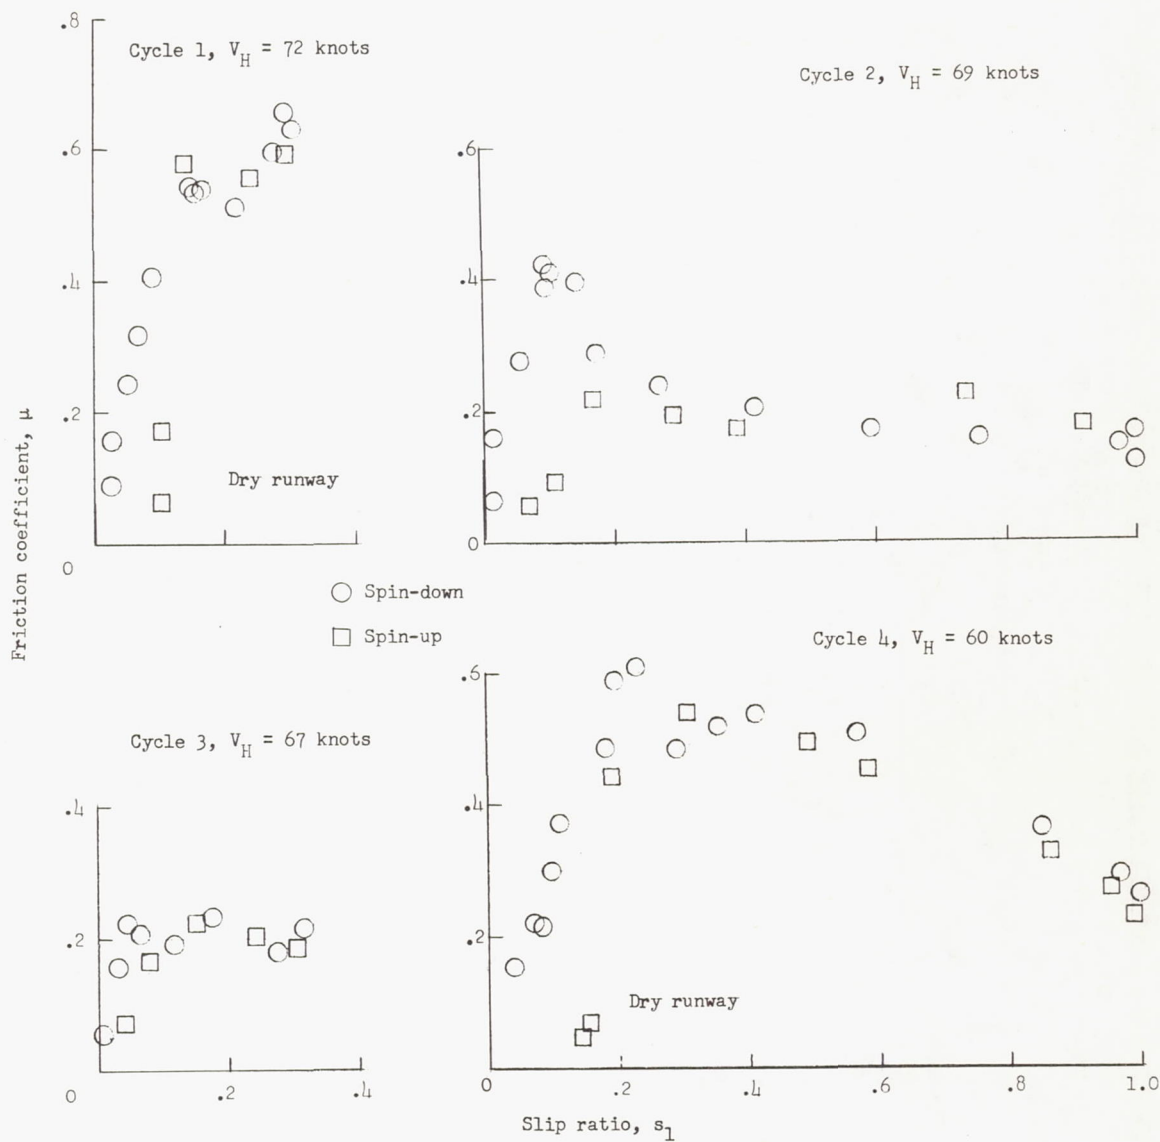 .8
Cycle 1, V_H = 72 knots
Cycle 2, V_H = 69 knots
.6
.6
.4
.4
.2
.2
Dry runway
0
0
Friction coefficient, μ
Spin-down
Spin-up
Cycle 3, V_H = 67 knots
Cycle 4, V_H = 60 knots
.6
.4
.4
.2
.2
Dry runway
0
.2
.4
0
.2
.4
.6
.8
1.0
Slip ratio, s_1